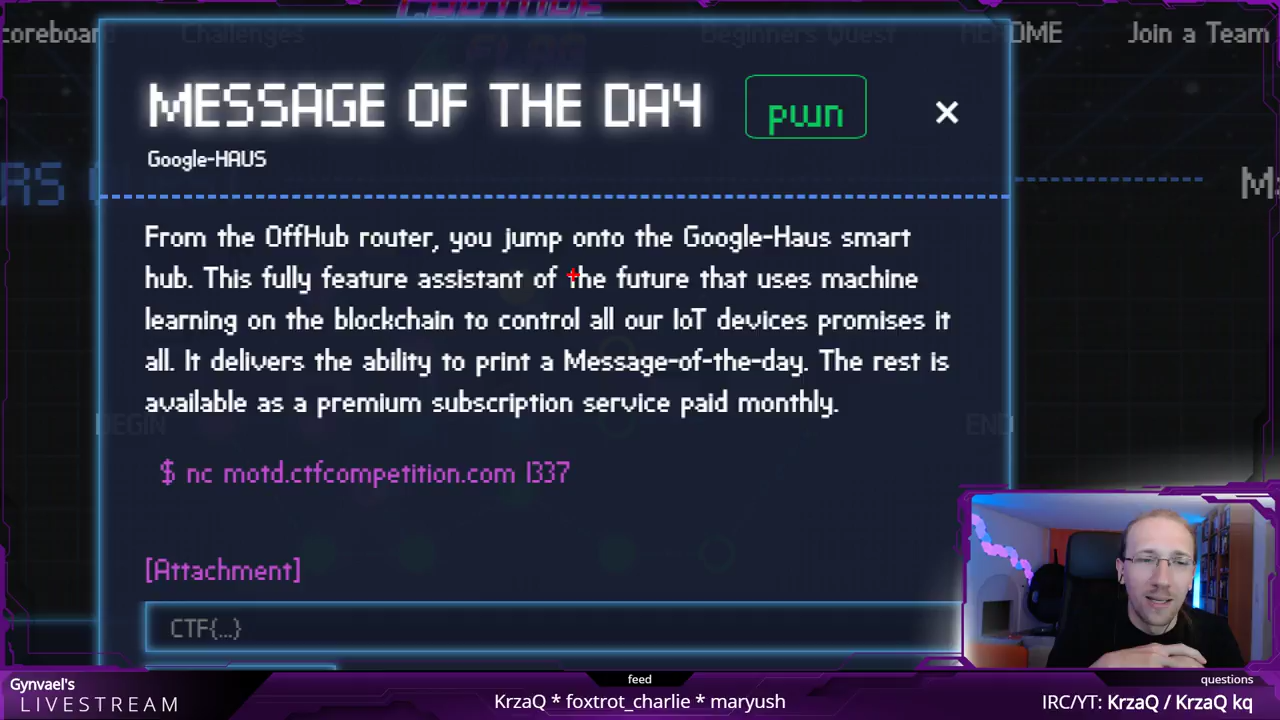 Challenges
Beginners Quest
Join a Team
MESSAGE OF THE DAY
pwn
Google-HAUS
From the OffHub router, you jump onto the Google-Haus smart
hub. This fully feature assistant of the future that uses machine
learning on the blockchain to control all our IoT devices promises it
all. It delivers the ability to print a Message-of-the-day. The rest is
available as a premium subscription service paid monthly.
BEGIN
END
$ nc motd.ctfcompetition.com 1337
[Attachment]
CTF{...}
Gynvael's
LIVESTREAM
feed
KrzaQ * foxtrot_charlie * maryush
questions
IRC/YT: KrzaQ / KrzaQ kq